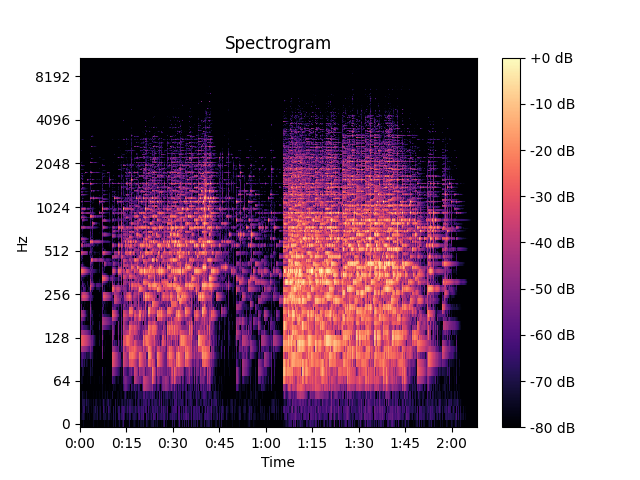 Spectrogram
Hz
8192
4096
2048
1024
512
256
128
64
0
0:00 0:15 0:30 0:45 1:00 1:15 1:30 1:45 2:00
Time
+0 dB
-10 dB
-20 dB
-30 dB
-40 dB
-50 dB
-60 dB
-70 dB
-80 dB